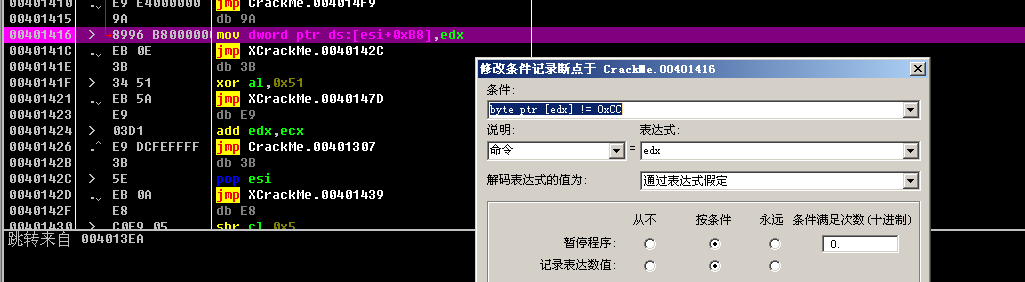 00401410 . E9 E4000000 jmp CrackMe.004014F9
00401415 9A db 9A
00401416 > 8996 B8000000 mov dword ptr ds:[esi+0xB8],edx
0040141C . EB 0E jmp XCrackMe.0040142C
0040141E 3B db 3B
0040141F > 34 51 xor al,0x51
00401421 . EB 5A jmp XCrackMe.0040147D
00401423 E9 db E9
00401424 > 03D1 add edx,ecx
00401426 .^ E9 DCFEFFFF jmp CrackMe.00401307
0040142B 3B db 3B
0040142C > 5E pop esi
0040142D . EB 0A jmp XCrackMe.00401439
0040142F E8 db E8
00401430 > C0E9 05 shr cl,0x5
跳转来自 004013EA
修改条件记录断点于 CrackMe.00401416
条件:
byte ptr [edx] != 0xCC
说明: 表达式:
命令 = edx
解码表达式的值为: 通过表达式假定
从不 按条件 永远 条件满足次数(十进制)
暂停程序: 0.
记录表达数值: